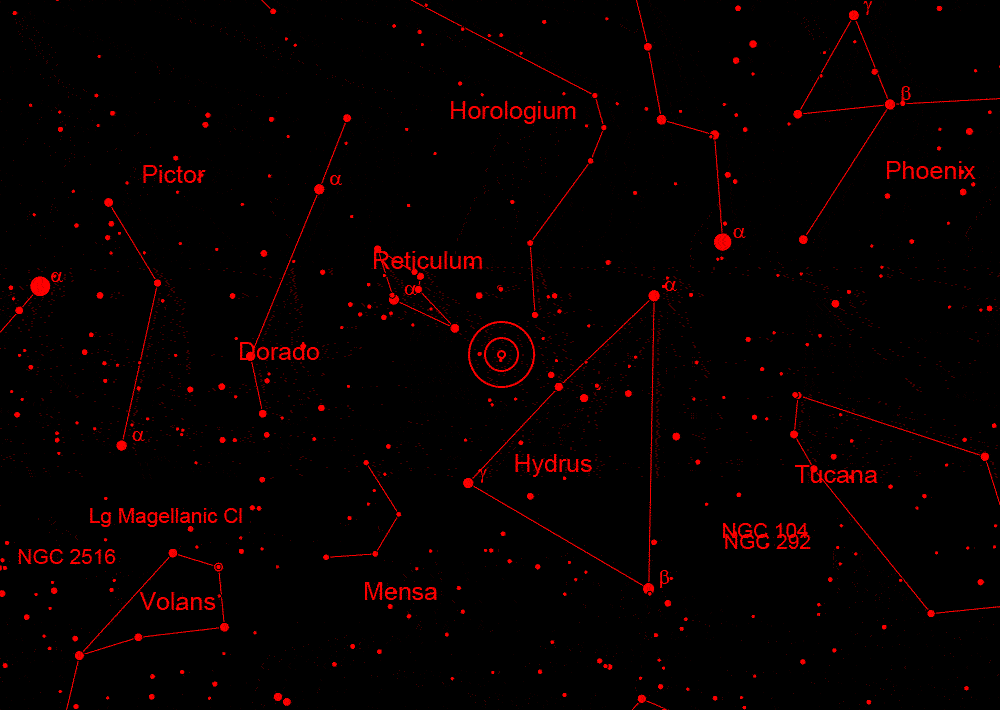 γ
β
Horologium
Pictor
Phoenix
α
α
Reticulum
α
α
α
Dorado
α
Hydrus
γ
Tucana
Lg Magellanic Cl
NGC 104
NGC 292
NGC 2516
β
Mensa
Volans